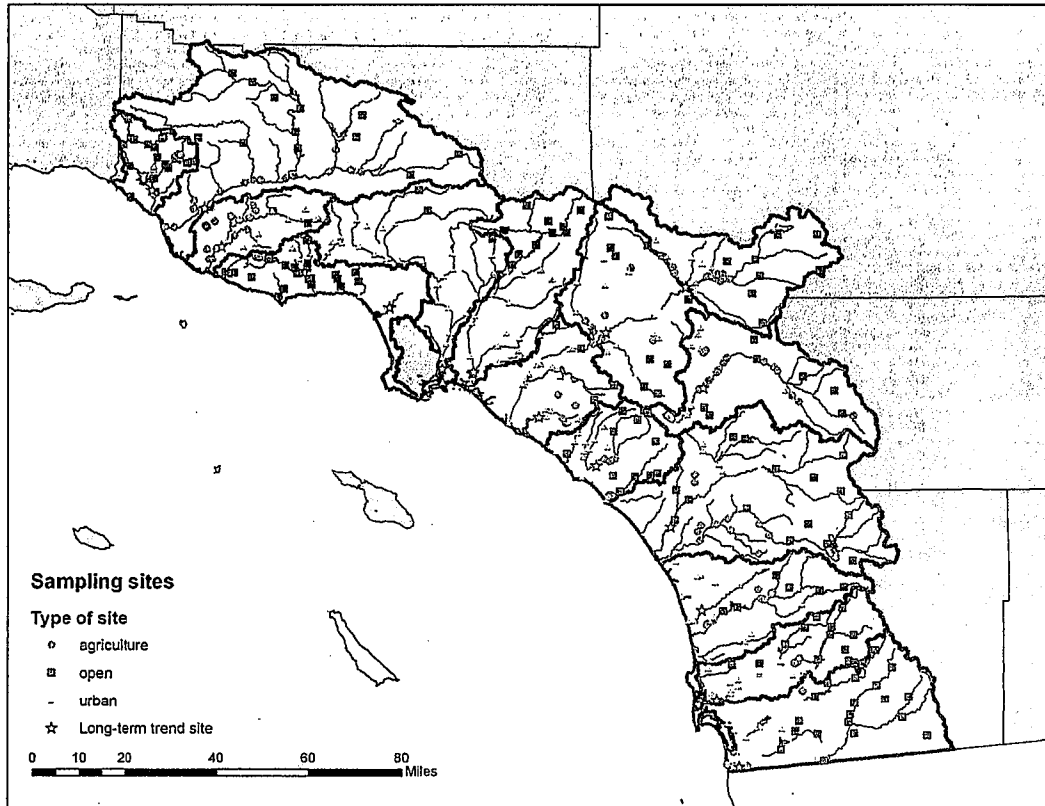 Sampling sites
Type of site
agriculture
open
urban
Long-term trend site
0 10 20 40 60 80
Miles